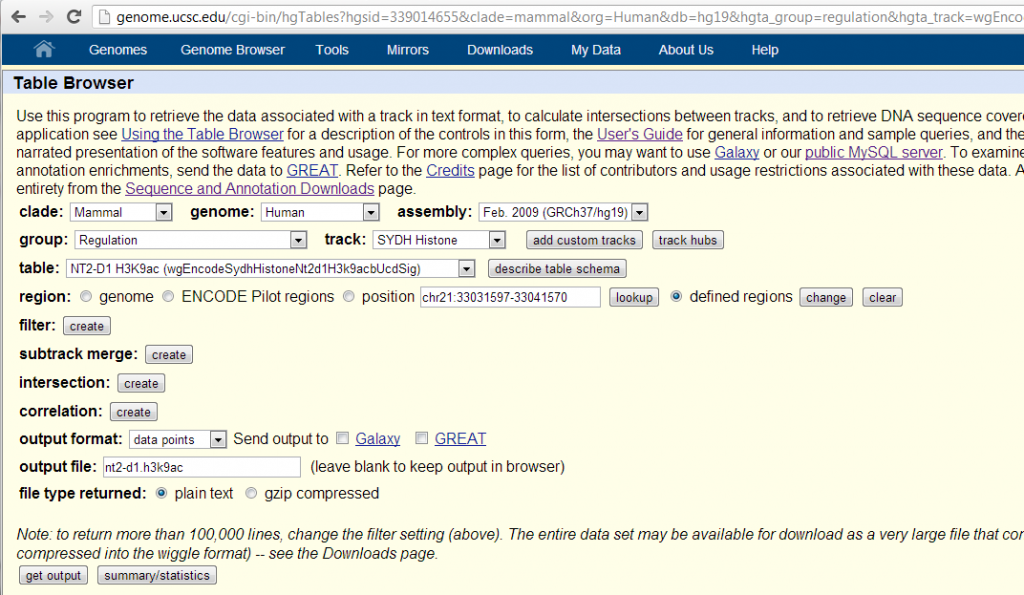 genome.ucsc.edu/cgi-bin/hgTables?hgsid=339014655&clade=mammal&org=Human&db=hg19&hgta_group=regulation&hgta_track=wgEnco
Genomes Genome Browser Tools Mirrors Downloads My Data About Us Help
Table Browser
Use this program to retrieve the data associated with a track in text format, to calculate intersections between tracks, and to retrieve DNA sequence cover
application see Using the Table Browser for a description of the controls in this form, the User's Guide for general information and sample queries, and the
narrated presentation of the software features and usage. For more complex queries, you may want to use Galaxy or our public MySQL server. To examine
annotation enrichments, send the data to GREAT. Refer to the Credits page for the list of contributors and usage restrictions associated with these data. A
entirety from the Sequence and Annotation Downloads page.
clade: Mammal genome: Human assembly: Feb. 2009 (GRCh37/hg19)
group: Regulation track: SYDH Histone add custom tracks track hubs
table: NT2-D1 H3K9ac (wgEncodeSydhHistoneNt2d1H3k9acbUcdSig) describe table schema
region: genome ENCODE Pilot regions position chr21:33031597-33041570 lookup defined regions change clear
filter: create
subtrack merge: create
intersection: create
correlation: create
output format: data points Send output to Galaxy GREAT
output file: nt2-d1.h3k9ac (leave blank to keep output in browser)
file type returned: plain text gzip compressed
Note: to return more than 100,000 lines, change the filter setting (above). The entire data set may be available for download as a very large file that con
compressed into the wiggle format) -- see the Downloads page.
get output summary/statistics